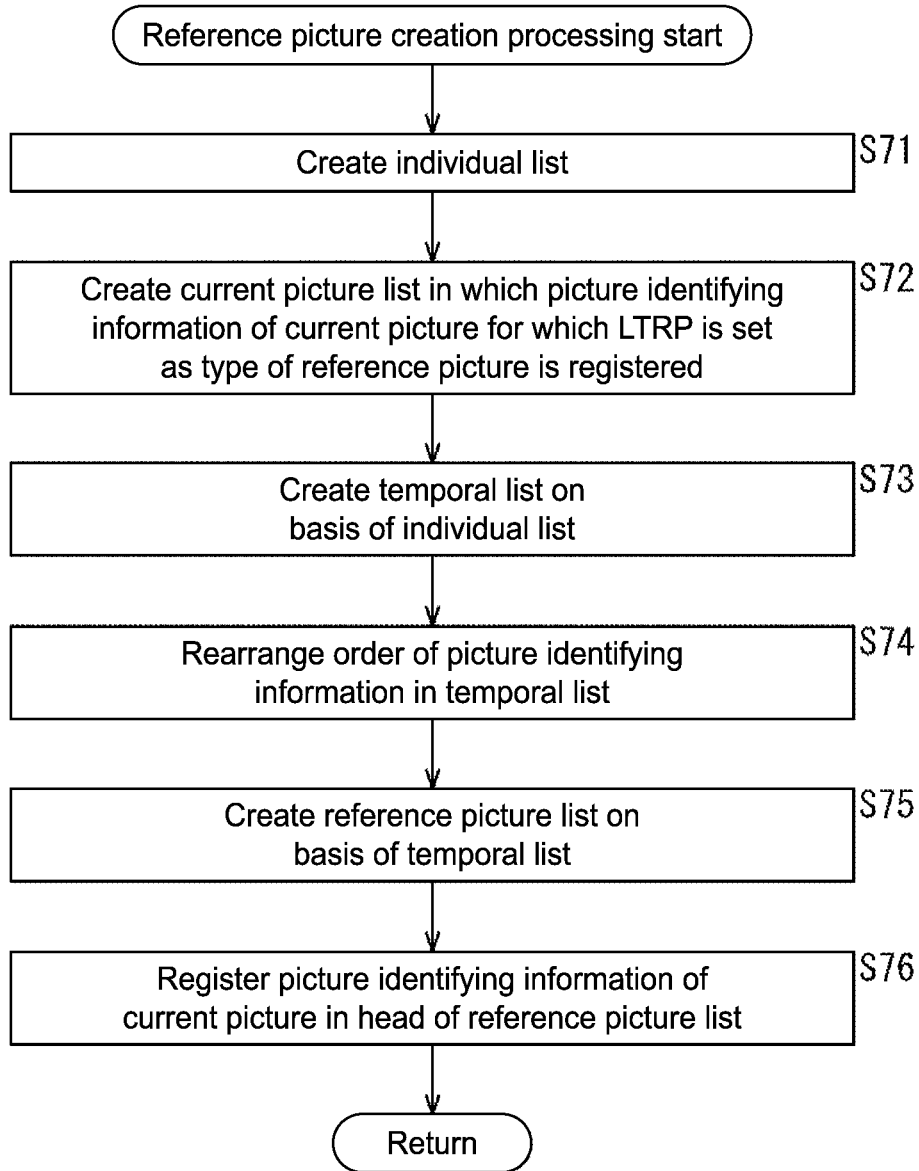 Reference picture creation processing start
S71
Create individual list
S72
Create current picture list in which picture identifying
information of current picture for which LTRP is set
as type of reference picture is registered
S73
Create temporal list on
basis of individual list
S74
Rearrange order of picture identifying
information in temporal list
S75
Create reference picture list on
basis of temporal list
S76
Register picture identifying information of
current picture in head of reference picture list
Return